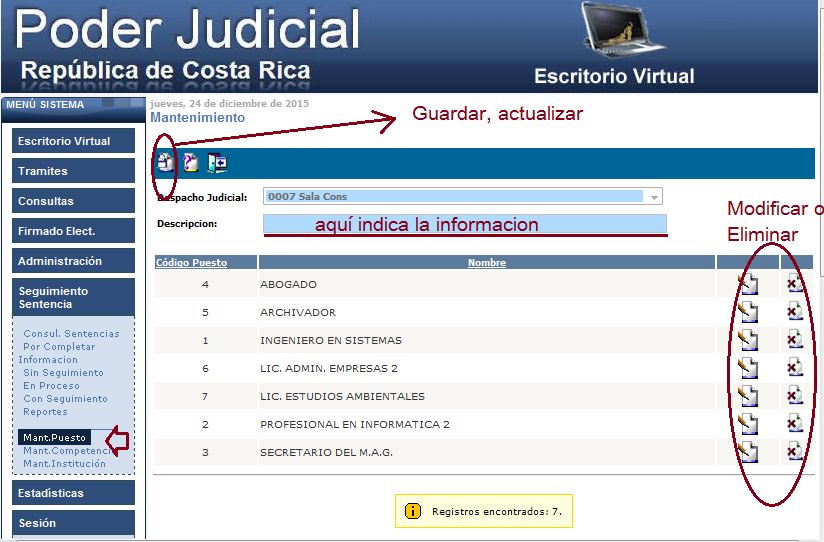 Poder Judicial
República de Costa Rica
Escritorio Virtual
MENÚ SISTEMA
jueves, 24 de diciembre de 2015
Mantenimiento
Guardar, actualizar
Escritorio Virtual
Tramites
Consultas
Firmado Elect.
Administración
Seguimiento
Sentencia
Consul. Sentencias
Por Completar
Informacion
Sin Seguimiento
En Proceso
Con Seguimiento
Reportes
Mant.Puesto
Mant.Competenci
Mant.Institución
Estadísticas
Sesión
Despacho Judicial: 0007 Sala Cons
Descripcion: aquí indica la informacion
Modificar o
Eliminar
Código Puesto Nombre
4 ABOGADO
5 ARCHIVADOR
1 INGENIERO EN SISTEMAS
6 LIC. ADMIN. EMPRESAS 2
7 LIC. ESTUDIOS AMBIENTALES
2 PROFESIONAL EN INFORMATICA 2
3 SECRETARIO DEL M.A.G.
Registros encontrados: 7.